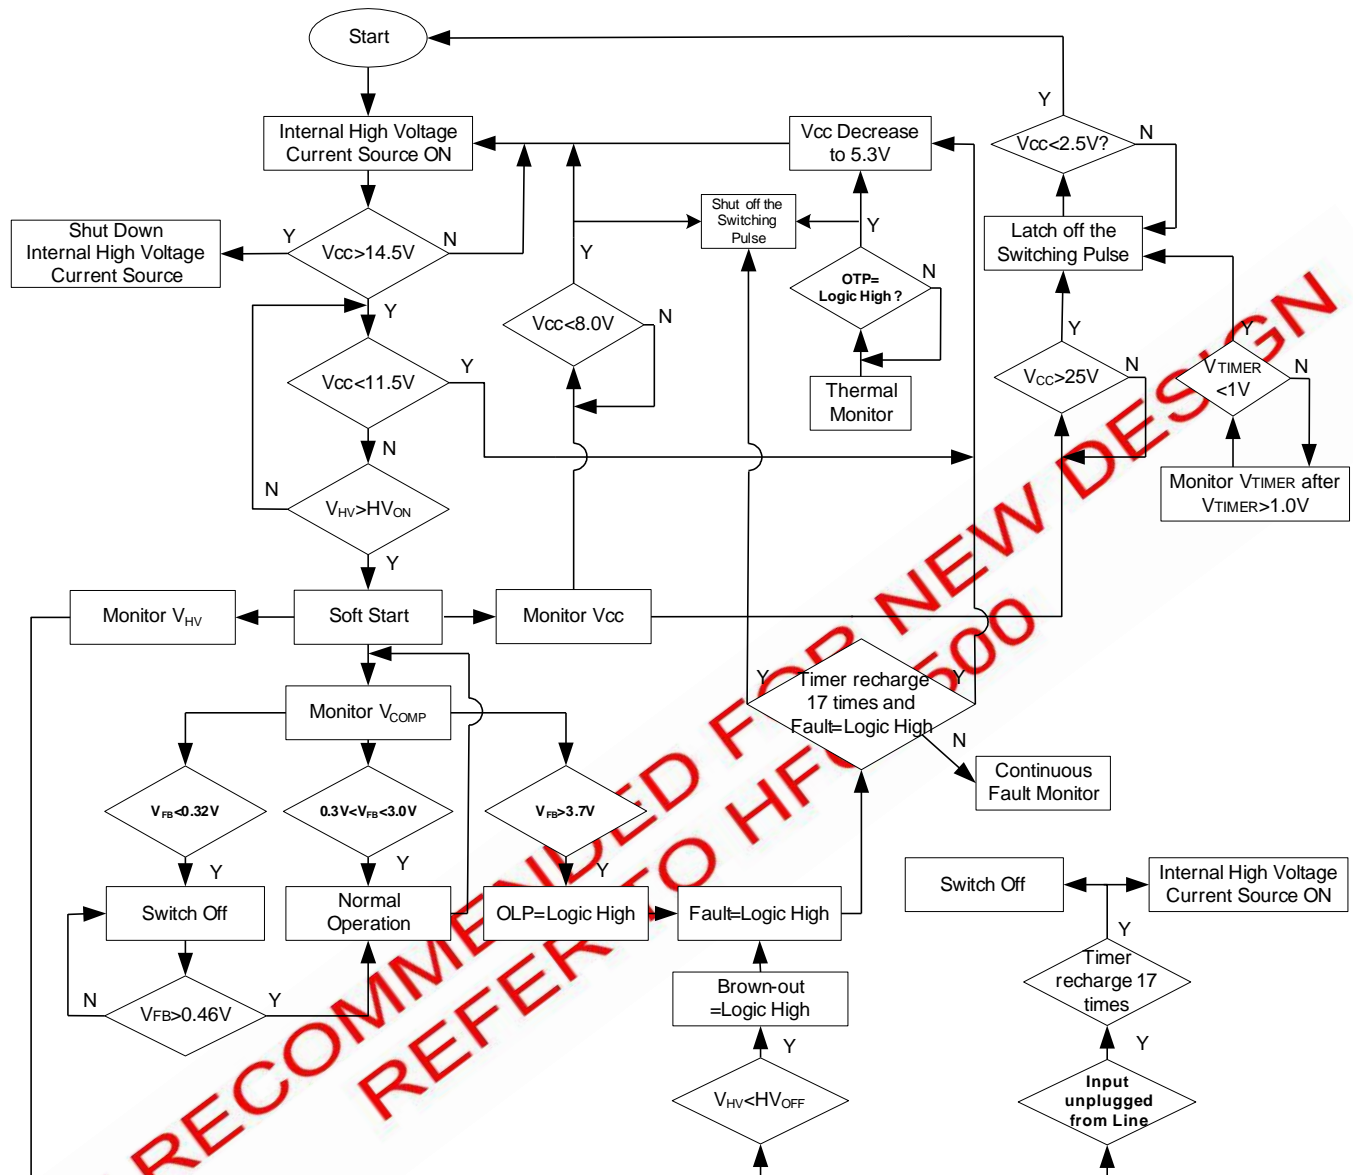 Start
Internal High Voltage
Current Source ON
Vcc Decrease
to 5.3V
Y
Vcc<2.5V?
N
Shut Down
Internal High Voltage
Current Source
Y
Vcc>14.5V
N
Shut off the
Switching
Pulse
Y
Latch off the
Switching Pulse
Y
Y
OTP=
Logic High ?
N
Vcc<8.0V
N
Y
Vcc<11.5V
Y
Thermal
Monitor
Y
VCC>25V
N
Y
VTIMER
<1V
N
N
VHV>HVON
N
Y
Monitor VTIMER after
VTIMER>1.0V
Monitor VHV
Soft Start
Monitor Vcc
Monitor VCOMP
Y
Timer recharge
17 times and
Fault=Logic High
Y
N
Continuous
Fault Monitor
VFB<0.32V
0.3V<VFB<3.0V
VFB>3.7V
Y
Y
Y
Switch Off
Normal
Operation
OLP=Logic High
Fault=Logic High
Switch Off
Internal High Voltage
Current Source ON
N
VFB>0.46V
Y
Brown-out
=Logic High
Y
Timer
recharge 17
times
Y
VHV<HVOFF
Y
Input
unplugged
from Line
RECOMMENDED FOR NEW DESIGN
REFER TO HF 500